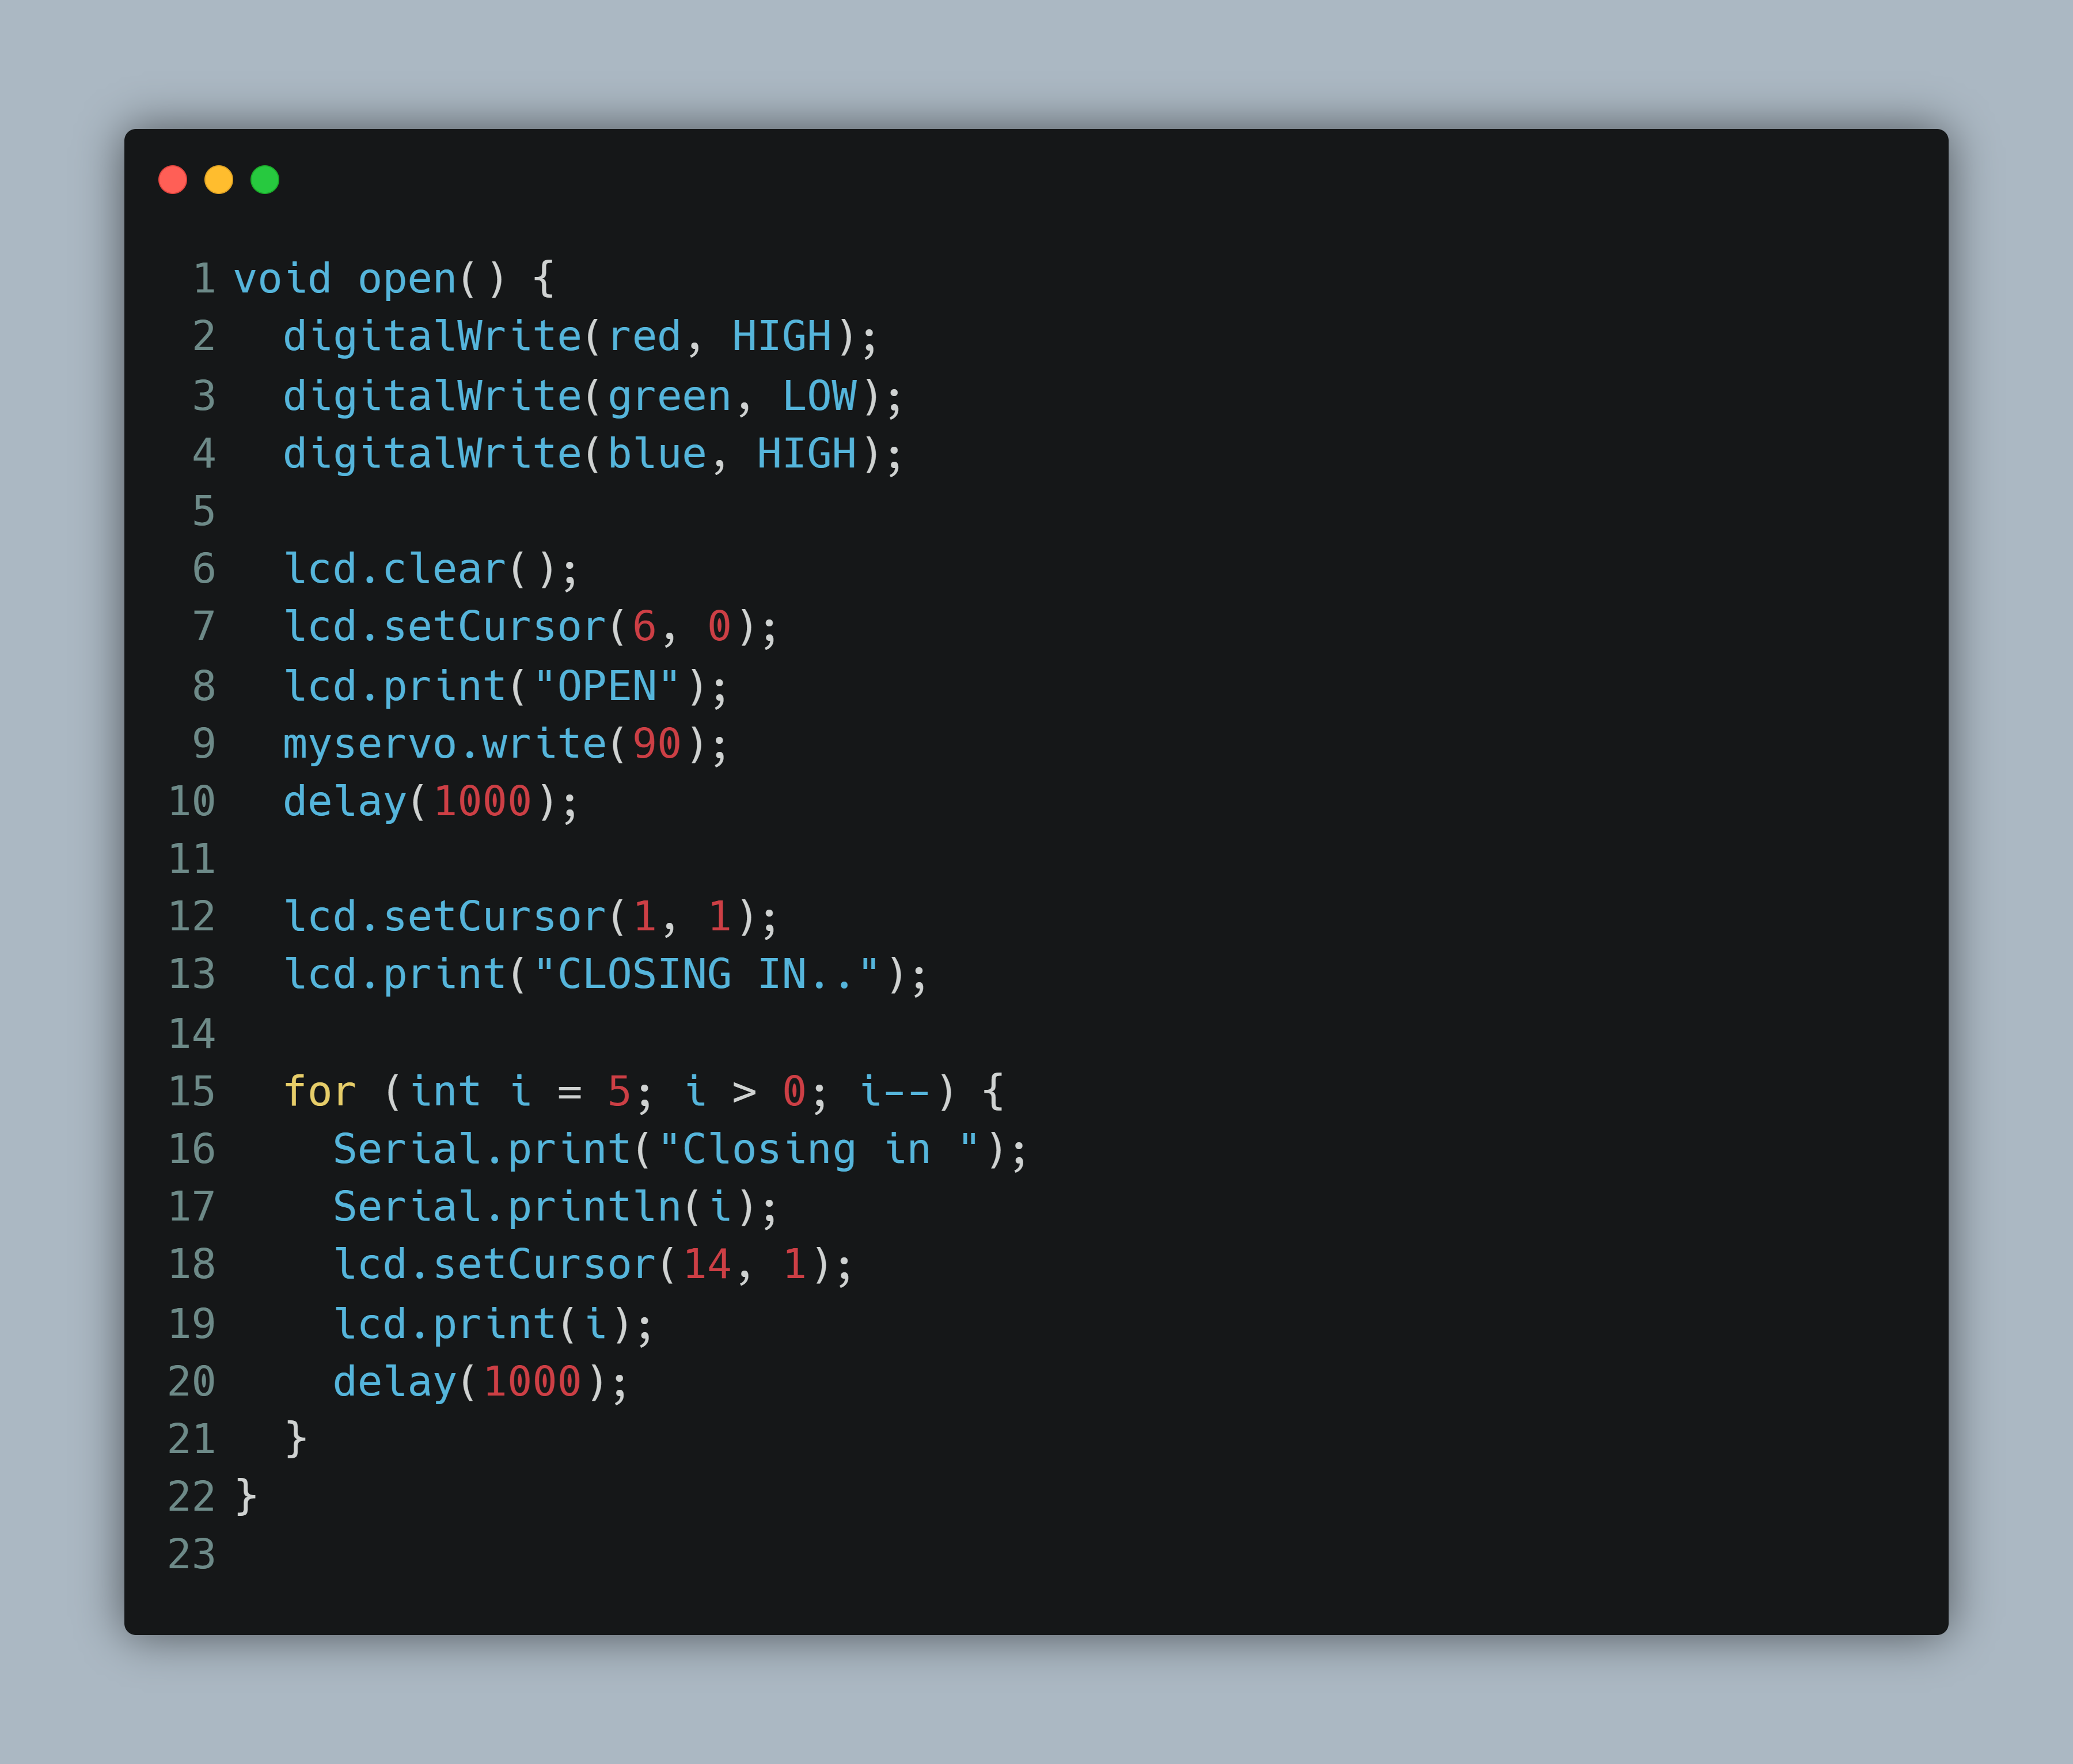 1 void open() {
2   digitalWrite(red, HIGH);
3   digitalWrite(green, LOW);
4   digitalWrite(blue, HIGH);
5
6   lcd.clear();
7   lcd.setCursor(6, 0);
8   lcd.print("OPEN");
9   myservo.write(90);
10   delay(1000);
11
12   lcd.setCursor(1, 1);
13   lcd.print("CLOSING IN..");
14
15   for (int i = 5; i > 0; i--) {
16     Serial.print("Closing in ");
17     Serial.println(i);
18     lcd.setCursor(14, 1);
19     lcd.print(i);
20     delay(1000);
21   }
22 }
23